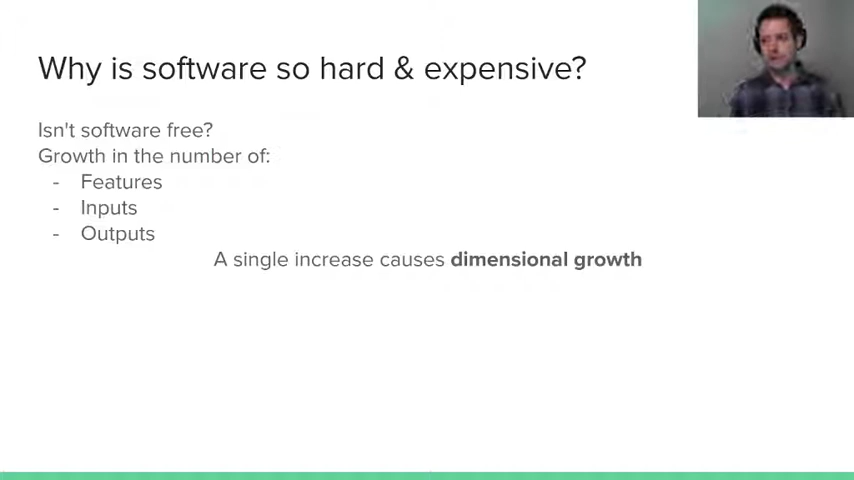 Why is software so hard & expensive?
Isn't software free?
Growth in the number of:
- Features
- Inputs
- Outputs
A single increase causes dimensional growth